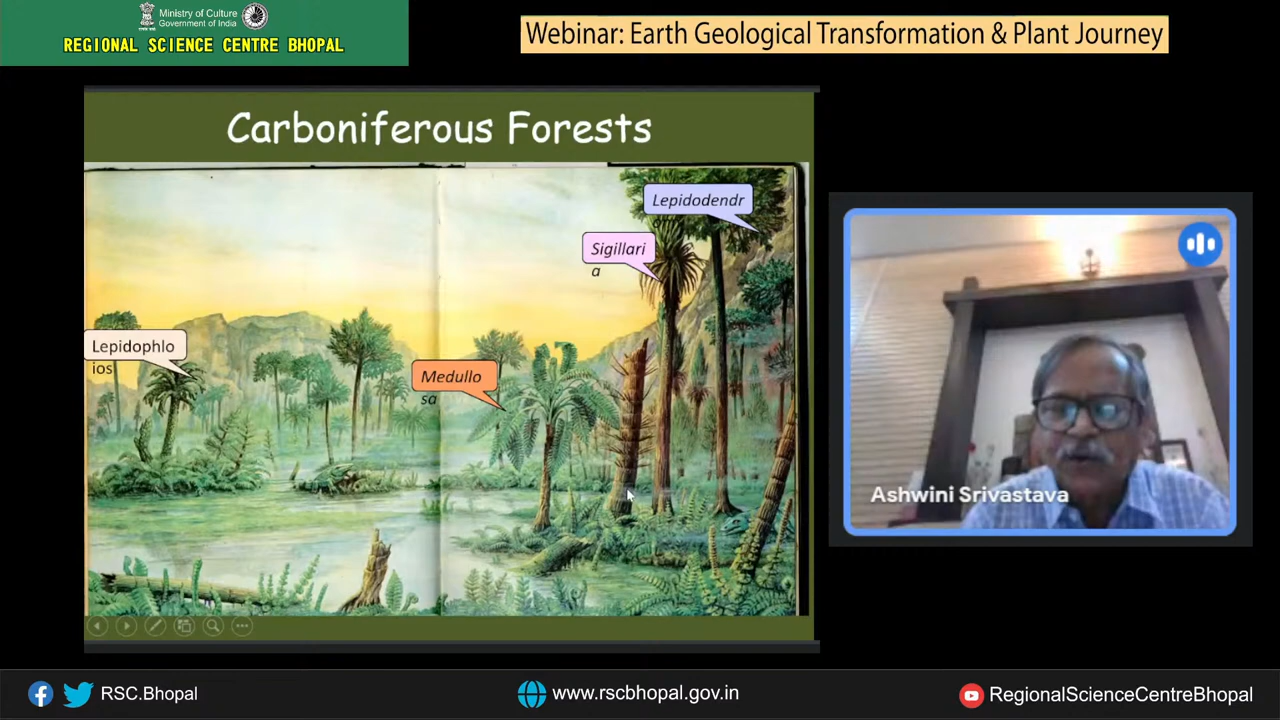 Ministry of Culture
Government of India
REGIONAL SCIENCE CENTRE BHOPAL
Webinar: Earth Geological Transformation & Plant Journey
Carboniferous Forests
Lepidodendr
Sigillari
a
Lepidophlo
ios
Medullo
sa
Ashwini Srivastava
RSC.Bhopal
www.rscbhopal.gov.in
RegionalScienceCentreBhopal